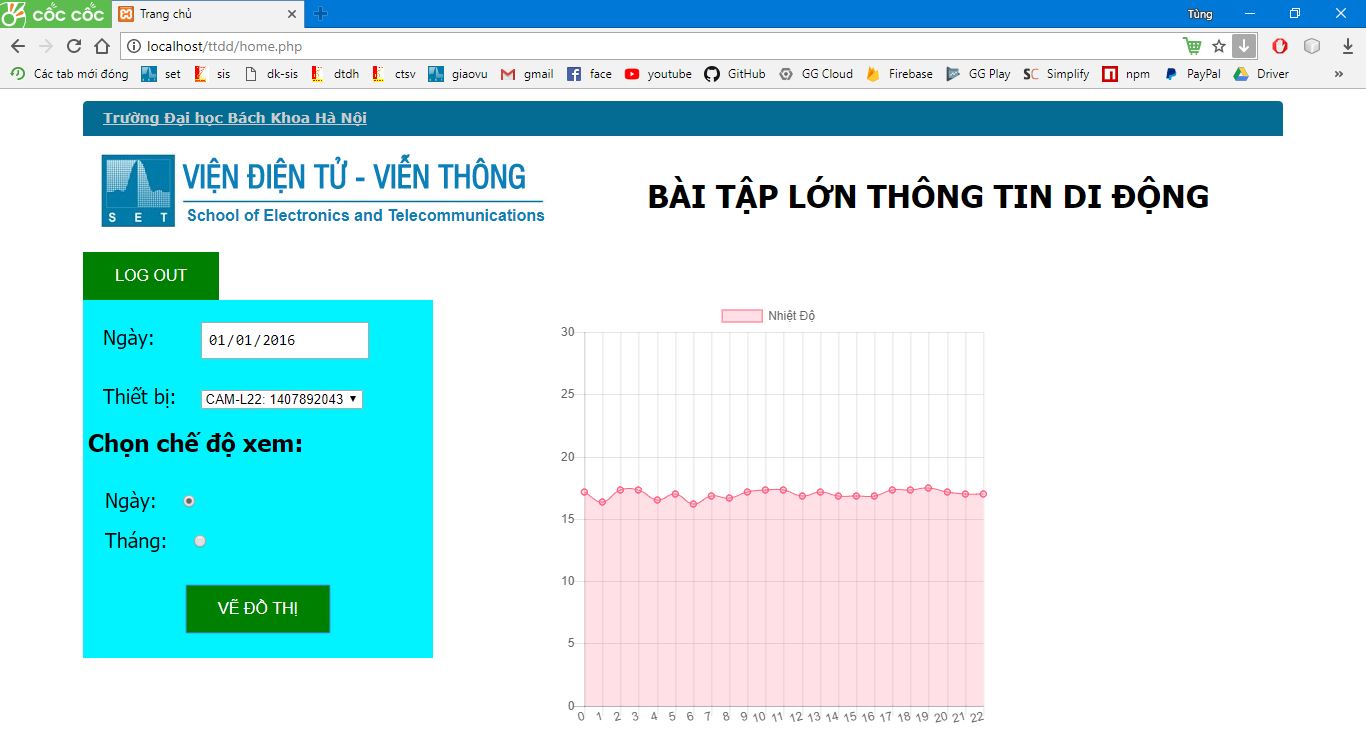 cốc cốc Trang chủ Tùng
localhost/ttdd/home.php
Các tab mới đóng set sis dk-sis dtdh ctsv giaovu gmail face youtube GitHub GG Cloud Firebase GG Play SC Simplify npm PayPal Driver »
Trường Đại học Bách Khoa Hà Nội
VIỆN ĐIỆN TỬ - VIỄN THÔNG
School of Electronics and Telecommunications
SET
BÀI TẬP LỚN THÔNG TIN DI ĐỘNG
LOG OUT
Ngày: 01/01/2016
Thiết bị: CAM-L22: 1407892043
Chọn chế độ xem:
Ngày:
Tháng:
VẼ ĐỒ THỊ
Nhiệt Độ
30
25
20
15
10
5
0
0 1 2 3 4 5 6 7 8 9 10 11 12 13 14 15 16 17 18 19 20 21 22